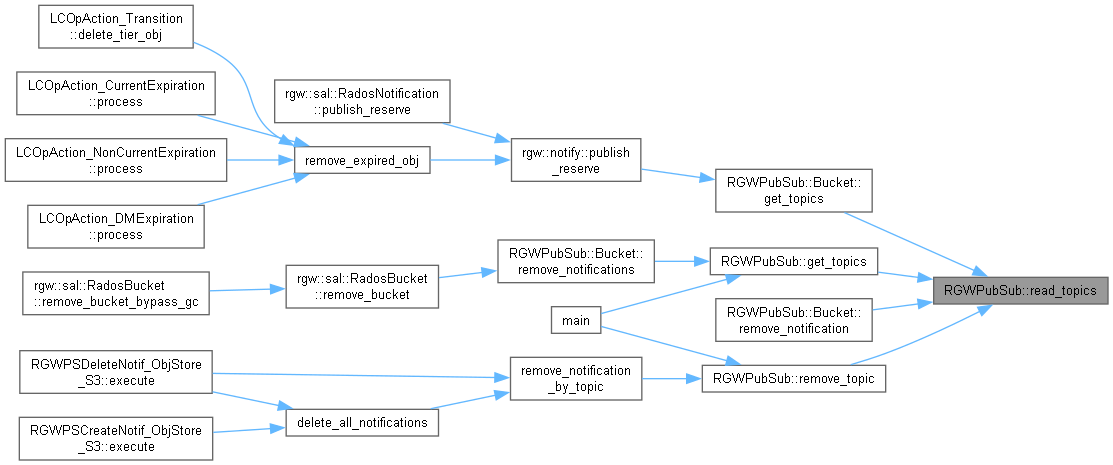 LCOpAction_Transition
::delete_tier_obj
LCOpAction_CurrentExpiration
::process
LCOpAction_NonCurrentExpiration
::process
LCOpAction_DMExpiration
::process
rgw::sal::RadosBucket
::remove_bucket_bypass_gc
RGWPSDeleteNotif_ObjStore
_S3::execute
RGWPSCreateNotif_ObjStore
_S3::execute
rgw::sal::RadosNotification
::publish_reserve
remove_expired_obj
rgw::sal::RadosBucket
::remove_bucket
delete_all_notifications
rgw::notify::publish
_reserve
RGWPubSub::Bucket::
remove_notifications
main
remove_notification
_by_topic
RGWPubSub::Bucket::
get_topics
RGWPubSub::get_topics
RGWPubSub::Bucket::
remove_notification
RGWPubSub::remove_topic
RGWPubSub::read_topics